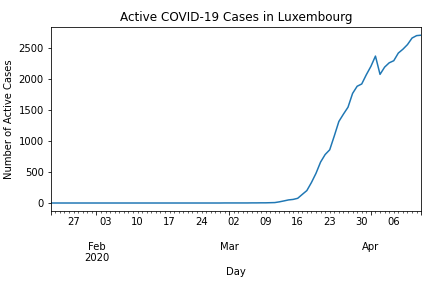 Active COVID-19 Cases in Luxembourg
Number of Active Cases
2500
2000
1500
1000
500
0
27 03 10 17 24 02 09 16 23 30 06
Feb Mar Apr
2020
Day